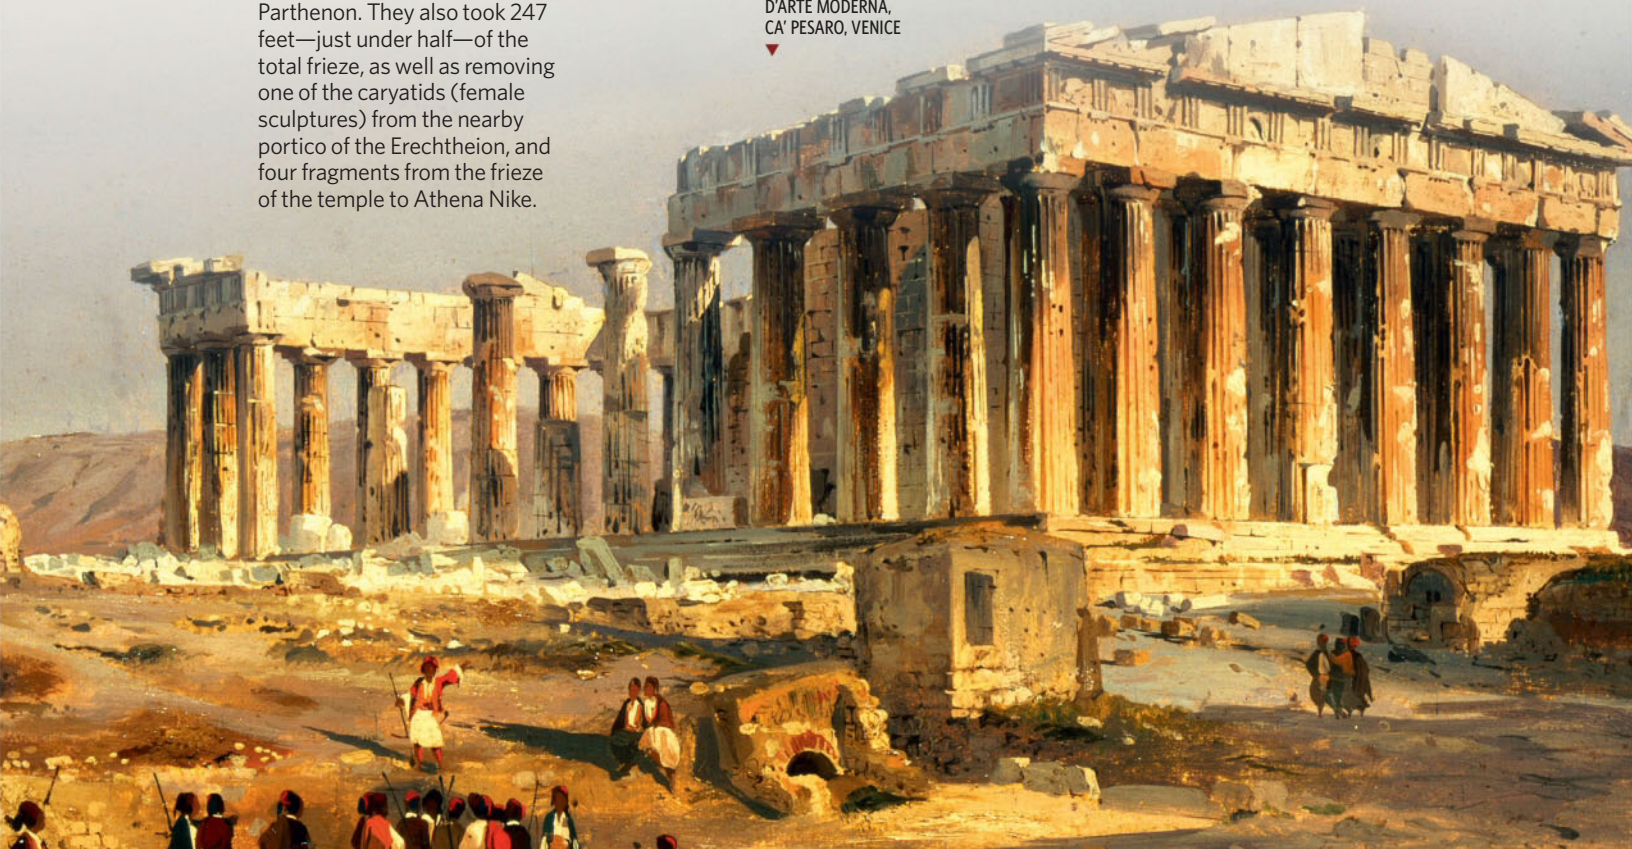 Parthenon. They also took 247
feet—just under half—of the
total frieze, as well as removing
one of the caryatids (female
sculptures) from the nearby
portico of the Erechtheion, and
four fragments from the frieze
of the temple to Athena Nike.
D'ARTE MODERNA,
CA' PESARO, VENICE